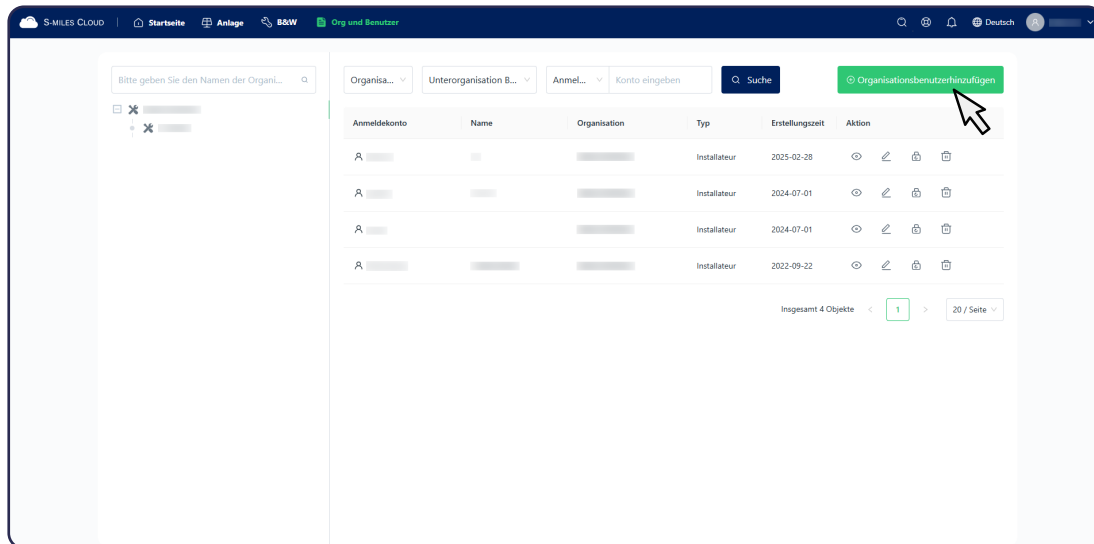 S-MILES CLOUD Startseite Anlage B&W Org und Benutzer Deutsch
Bitte geben Sie den Namen der Organi... Organisa... Unterorganisation B... Anmel... Konto eingeben Suche Organisationsbenutzerhinzufügen
Anmeldekonto Name Organisation Typ Erstellungszeit Aktion
Installateur 2025-02-28
Installateur 2024-07-01
Installateur 2024-07-01
Installateur 2022-09-22
Insgesamt 4 Objekte < 1 > 20 / Seite